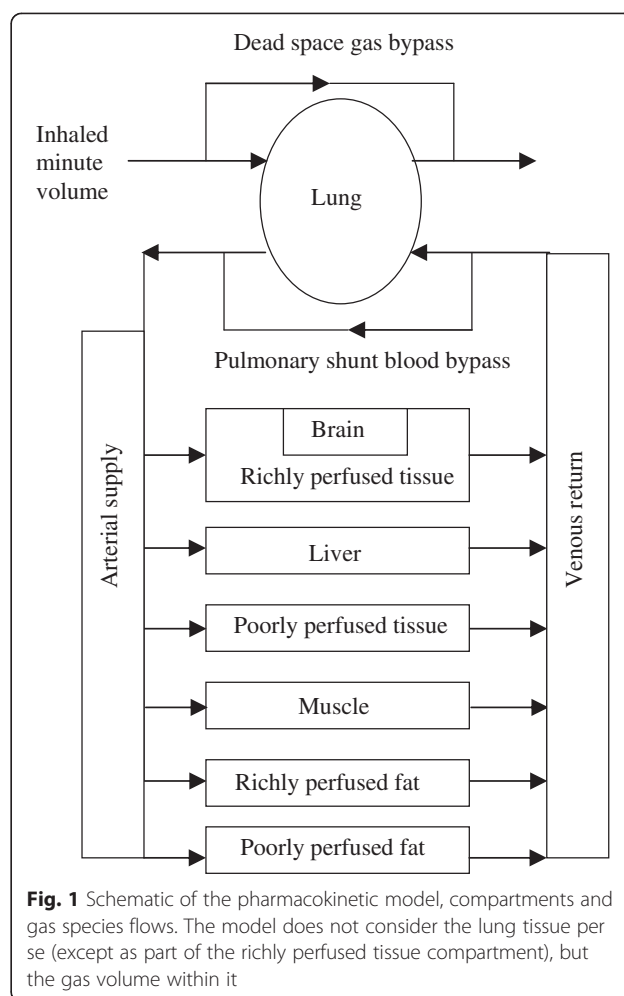 Dead space gas bypass
Inhaled
minute
volume
Lung
Pulmonary shunt blood bypass
Arterial supply
Venous return
Brain
Richly perfused tissue
Liver
Poorly perfused tissue
Muscle
Richly perfused fat
Poorly perfused fat
Fig. 1 Schematic of the pharmacokinetic model, compartments and
gas species flows. The model does not consider the lung tissue per
se (except as part of the richly perfused tissue compartment), but
the gas volume within it